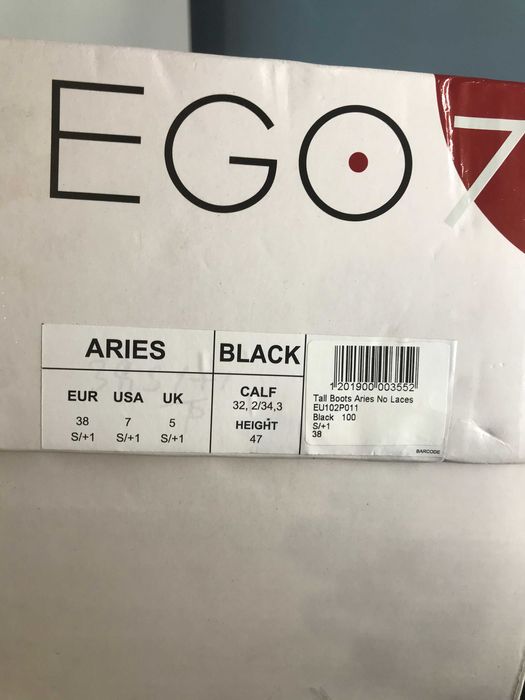 EGO7
ARIES
EUR USA UK
38 7 5
S/+1 S/+1 S/+1
BLACK
CALF
32, 2/34,3
HEIGHT
47
1 201900 003552
Tall Boots Aries No Laces
EU102P011
Black 100
S/+1
38
BARCODE